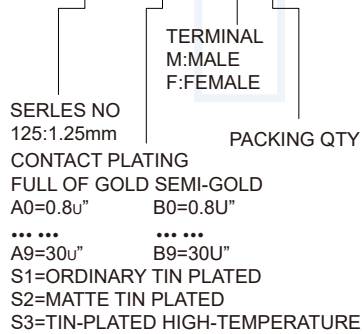 TERMINAL
M:MALE
F:FEMALE
SERLES NO
125:1.25mm
PACKING QTY
CONTACT PLATING
FULL OF GOLD SEMI-GOLD
A0=0.8U” B0=0.8U”
... ... ... ...
A9=30U” B9=30U”
S1=ORDINARY TIN PLATED
S2=MATTE TIN PLATED
S3=TIN-PLATED HIGH-TEMPERATURE